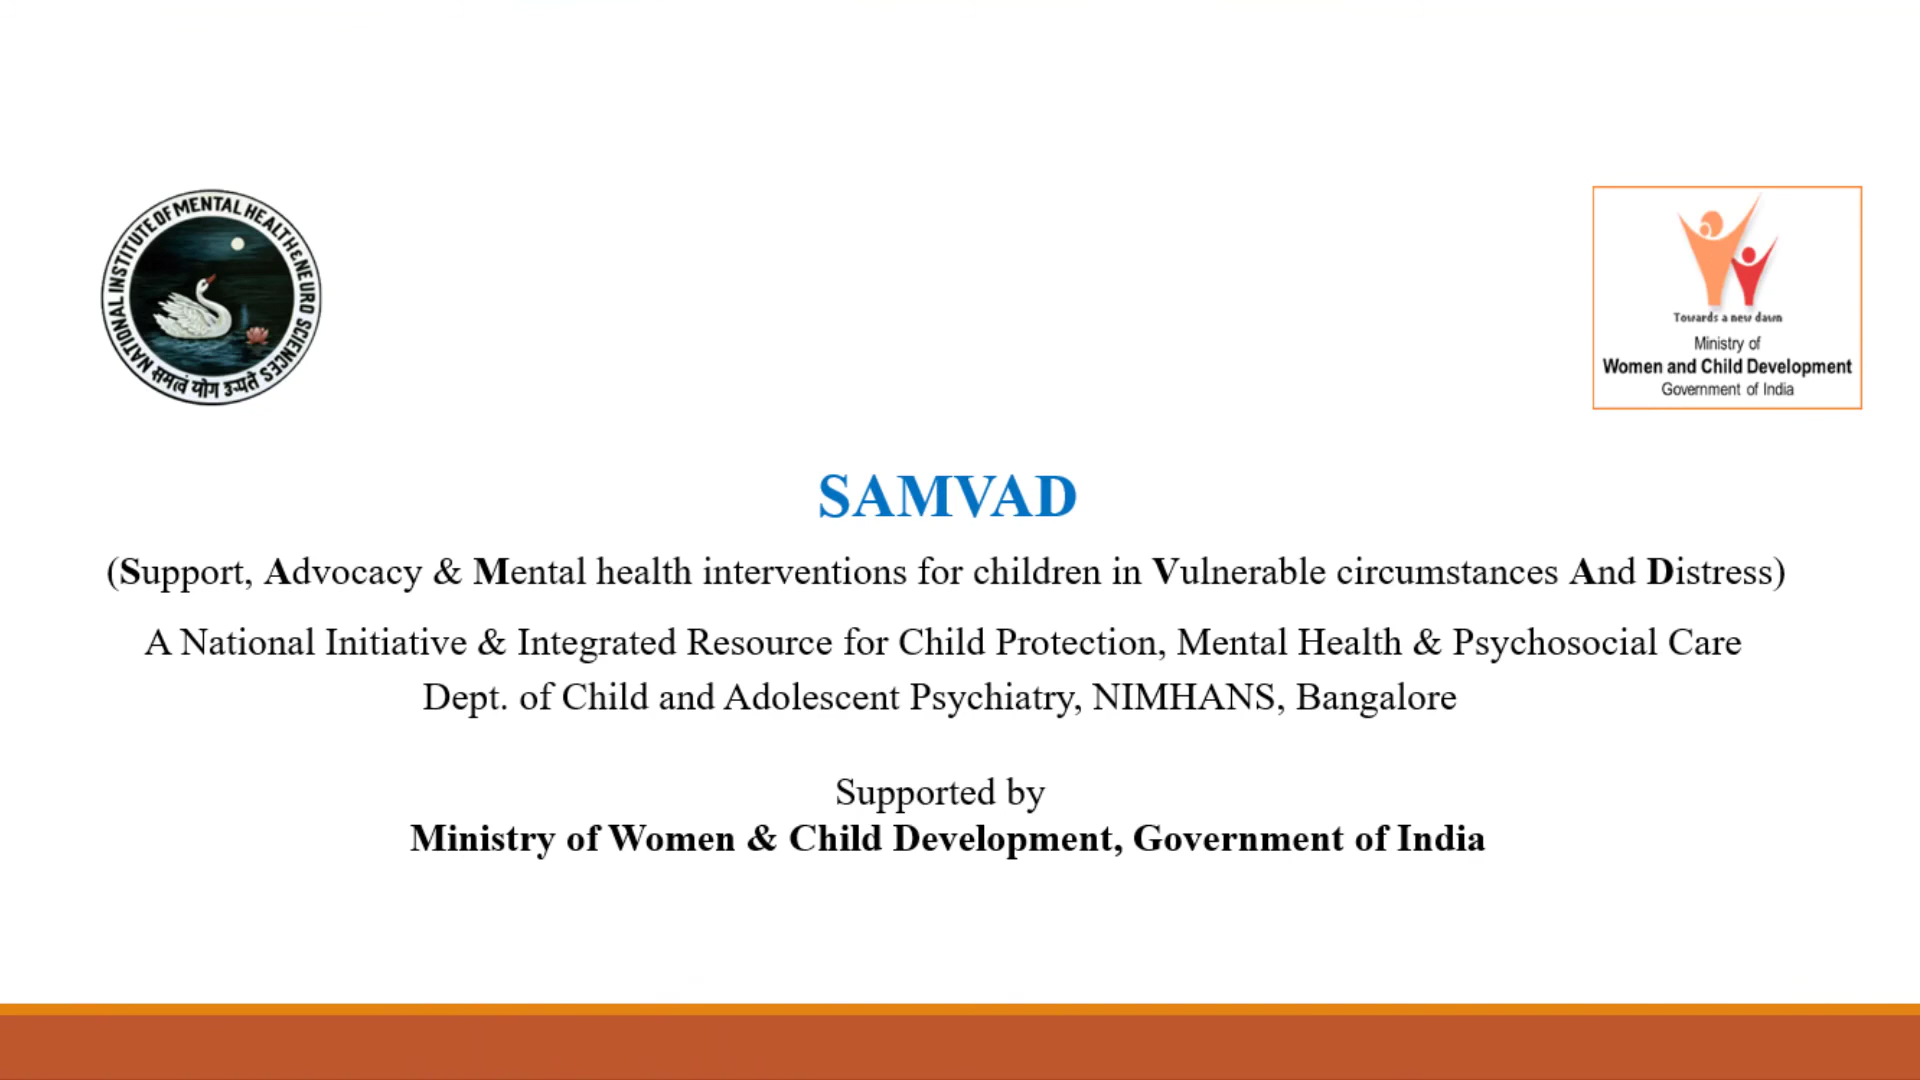 NATIONAL INSTITUTE OF MENTAL HEALTH & NEURO SCIENCES
समत्वं योग उच्यते
Towards a new dawn
Ministry of
Women and Child Development
Government of India
SAMVAD
(Support, Advocacy & Mental health interventions for children in Vulnerable circumstances And Distress)
A National Initiative & Integrated Resource for Child Protection, Mental Health & Psychosocial Care
Dept. of Child and Adolescent Psychiatry, NIMHANS, Bangalore
Supported by
Ministry of Women & Child Development, Government of India